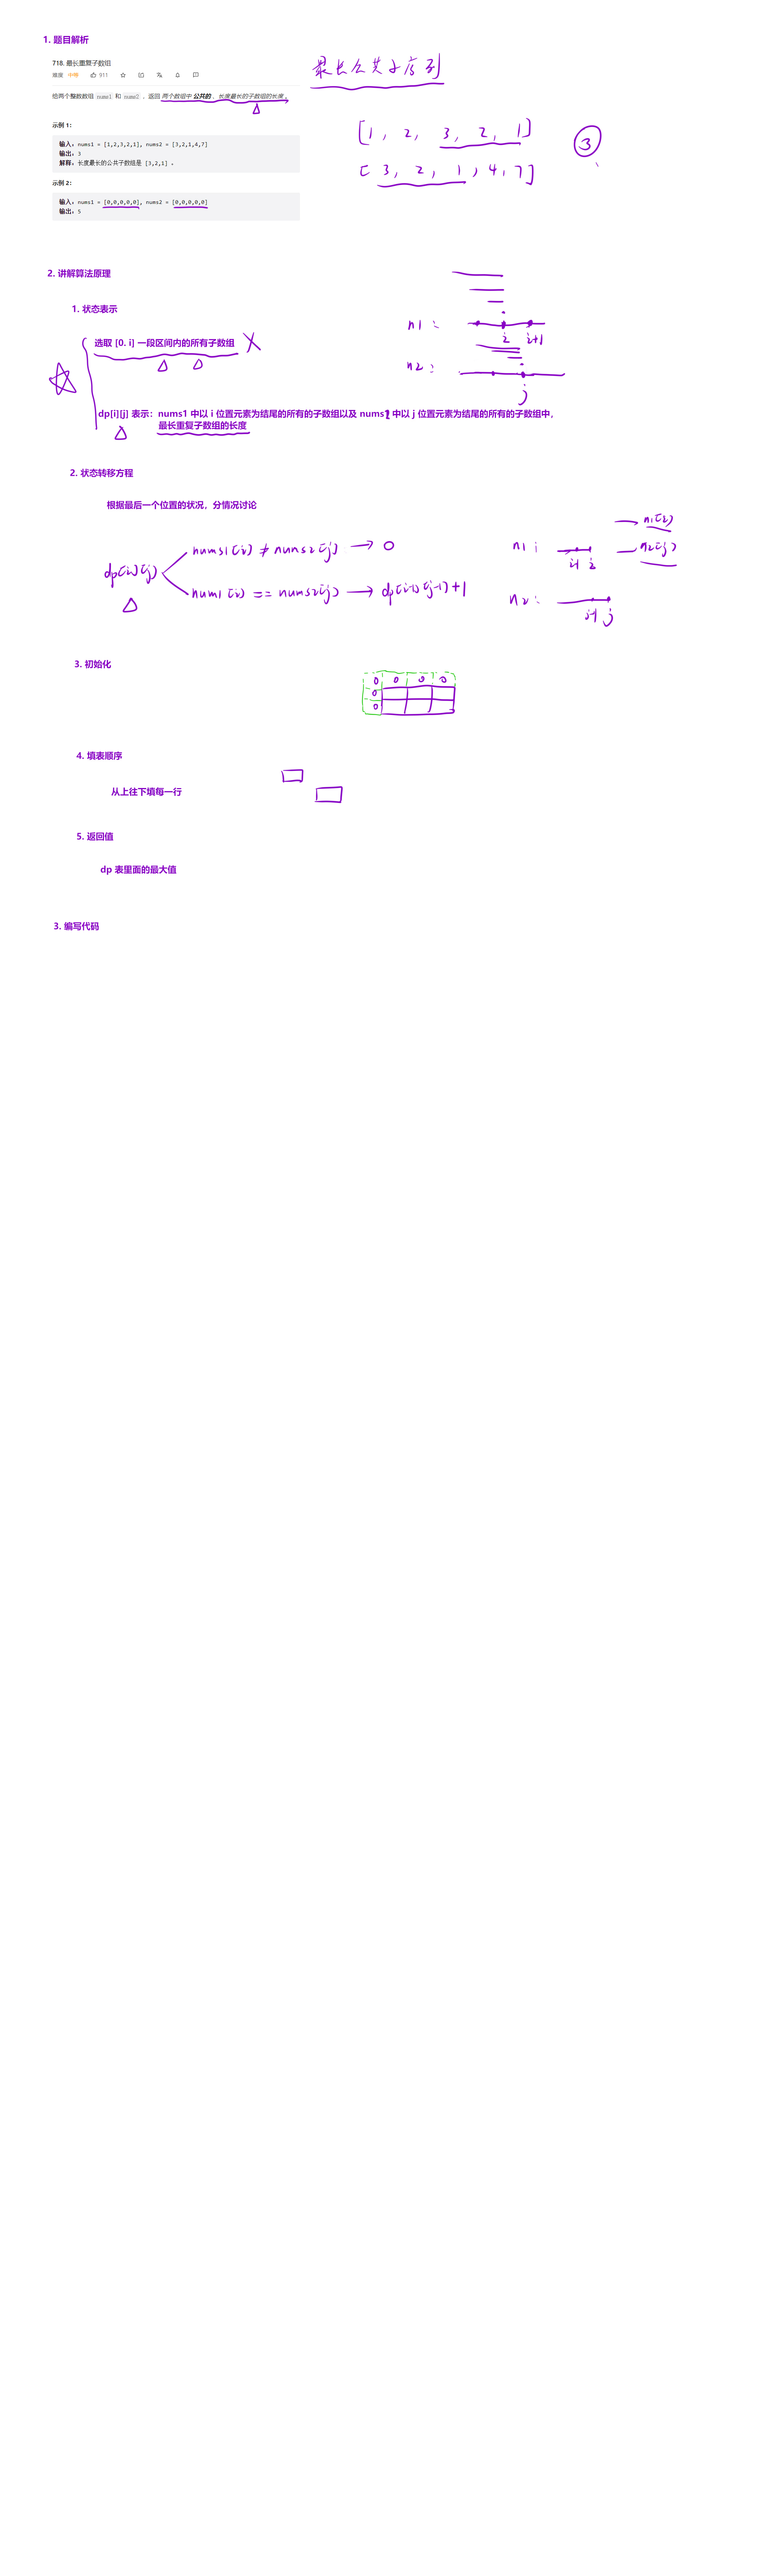 1. 题目解析
718. 最长重复子数组
难度 中等 911
最长公共子序列
给两个整数数组 nums1 和 nums2 ，返回 两个数组中 公共的 、长度最长的子数组的长度 。
示例 1：
[1, 2, 3, 2, 1]
③
输入：nums1 = [1,2,3,2,1], nums2 = [3,2,1,4,7]
输出：3
解释：长度最长的公共子数组是 [3,2,1] 。
[3, 2, 1, 4, 7]
示例 2：
输入：nums1 = [0,0,0,0,0], nums2 = [0,0,0,0,0]
输出：5
2. 讲解算法原理
1. 状态表示
n1:
i i+1
选取 [0. i] 一段区间内的所有子数组 X
n2:
j
dp[i][j] 表示：nums1 中以 i 位置元素为结尾的所有的子数组以及 nums2 中以 j 位置元素为结尾的所有的子数组中，
最长重复子数组的长度
2. 状态转移方程
根据最后一个位置的状况，分情况讨论
n1[i]
nums1[i] ≠ nums2[j] → 0
n1:
n2[j]
i-1 i
dp[i][j]
nums1[i] == nums2[j] → dp[i-1][j-1]+1
n2:
j-1 j
3. 初始化
0 0 0 0
0
0
4. 填表顺序
从上往下填每一行
5. 返回值
dp 表里面的最大值
3. 编写代码